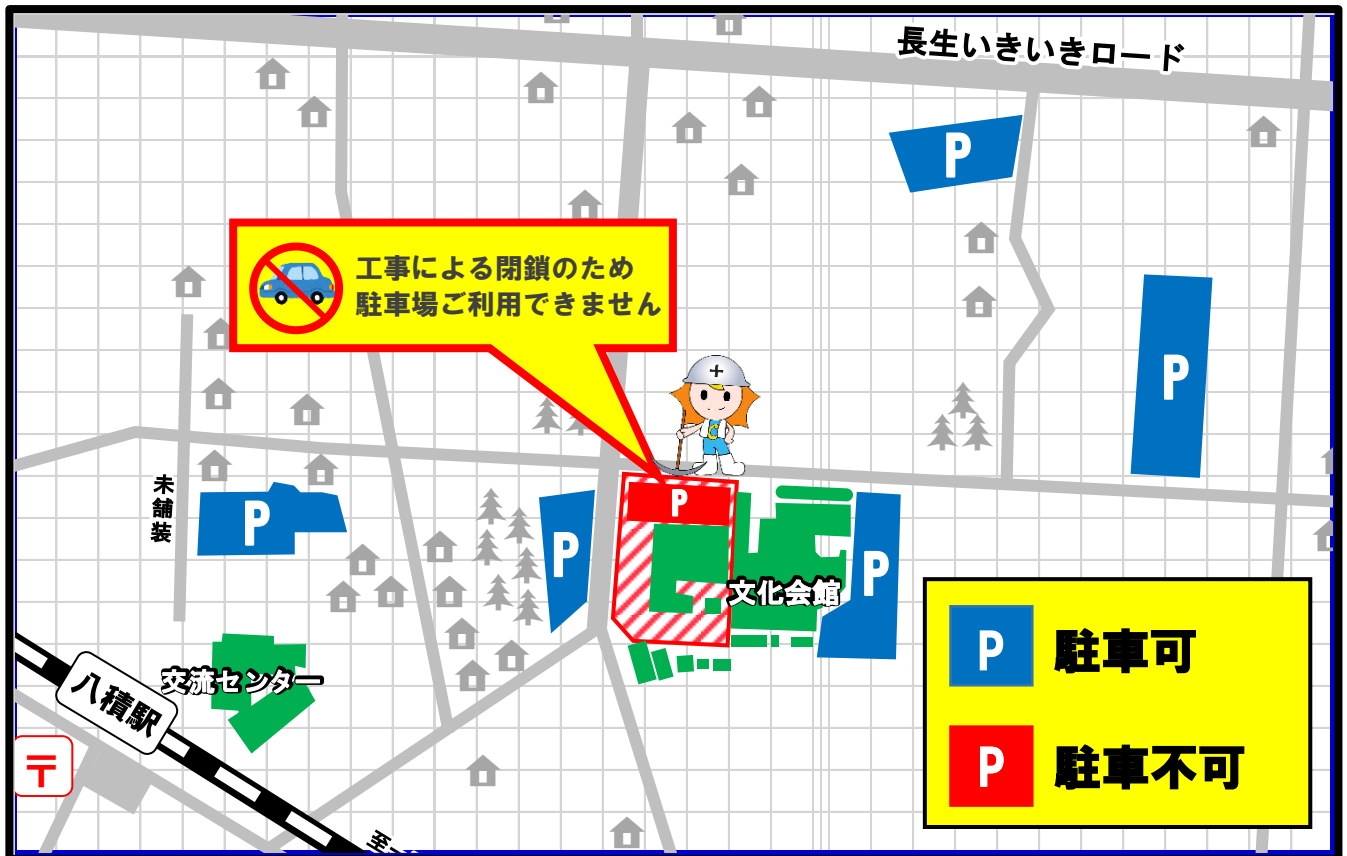 長生いきいきロード
P
工事による閉鎖のため
駐車場ご利用できません
P
未舗装
P
P
P
P
文化会館
交流センター
八積駅
〒
P 駐車可
P 駐車不可
至